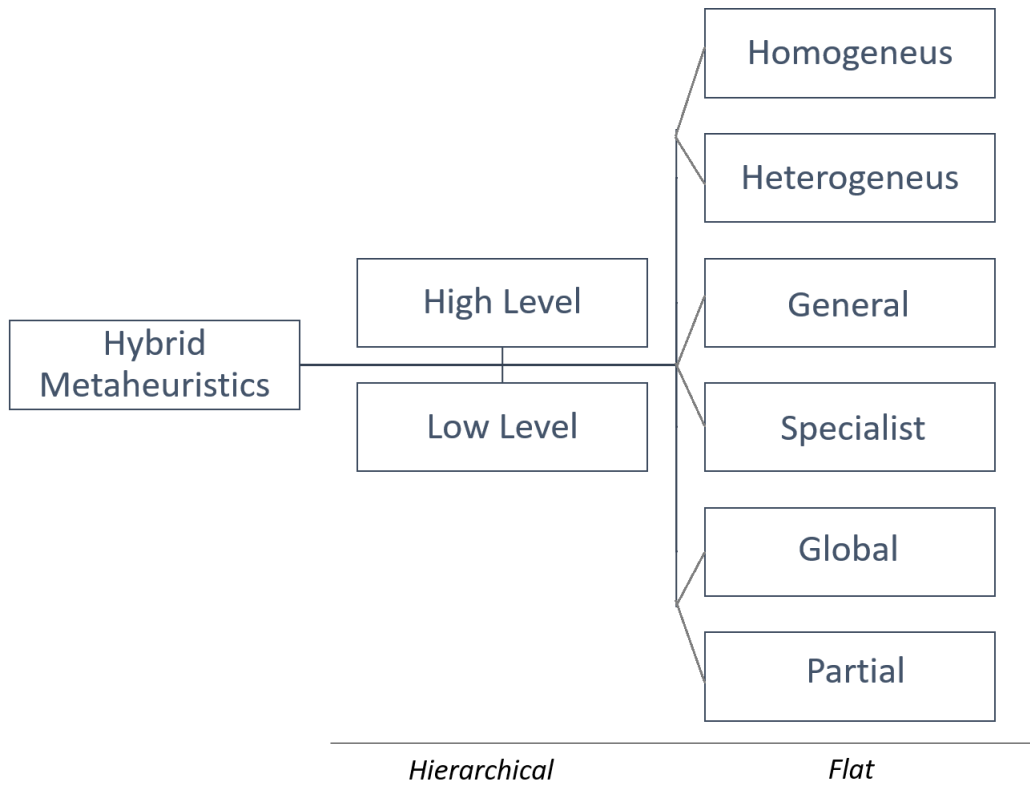 Homogeneus
Heterogeneus
High Level
General
Hybrid
Metaheuristics
Low Level
Specialist
Global
Partial
Hierarchical
Flat